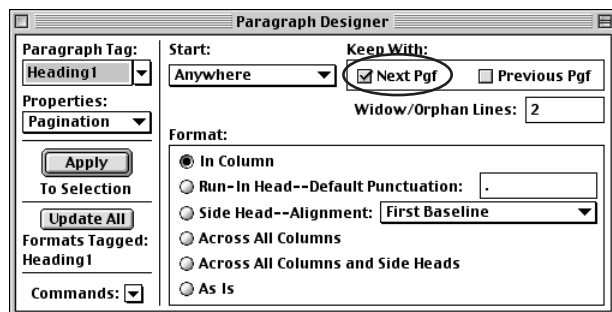 Paragraph Designer
Paragraph Tag:
Heading1
Properties:
Pagination
Apply
To Selection
Update All
Formats Tagged:
Heading1
Commands:
Start:
Anywhere
Keep With:
Next Pgf
Previous Pgf
Widow/Orphan Lines: 2
Format:
In Column
Run-In Head--Default Punctuation: .
Side Head--Alignment: First Baseline
Across All Columns
Across All Columns and Side Heads
As Is